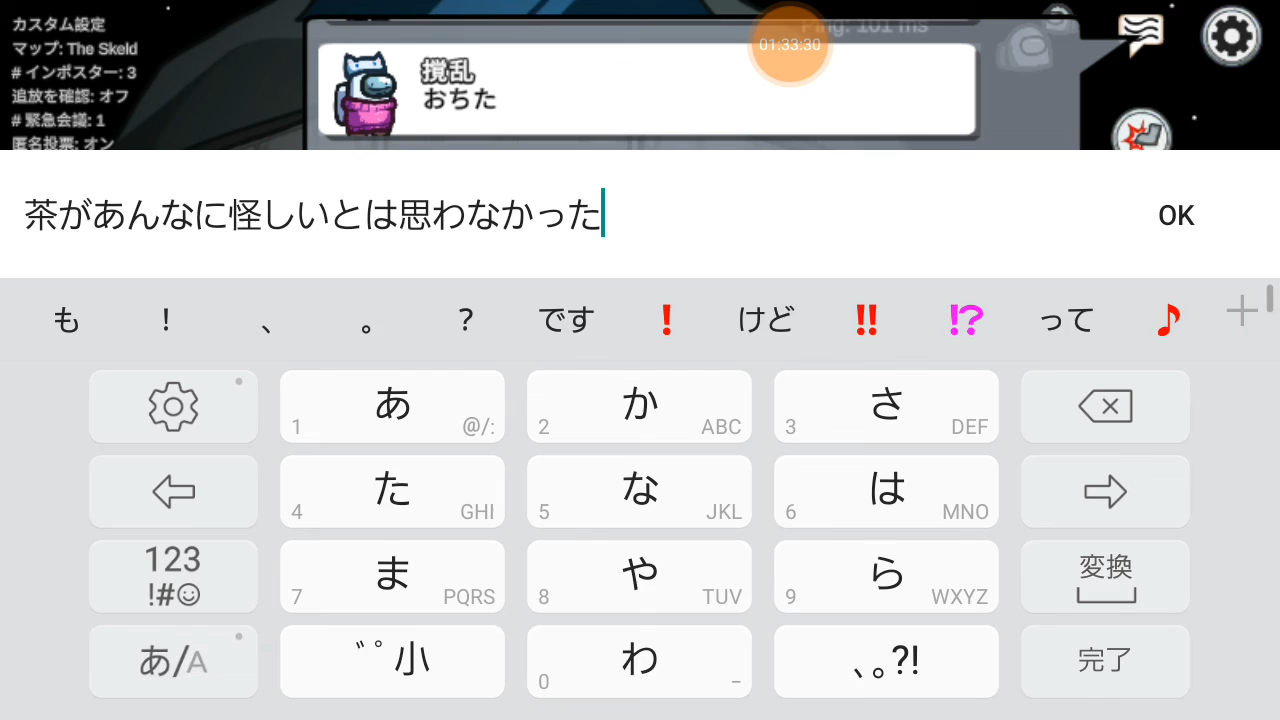 カスタム設定
マップ: The Skeld
# インポスター: 3
追放を確認: オフ
# 緊急会議: 1
匿名投票: オン
Ping: 101 ms
01:33:30
撹乱
おちた
茶があんなに怪しいとは思わなかった
OK
も ! 、 。 ? です ! けど !! !? って ♪
あ 1 @/:
か 2 ABC
さ 3 DEF
た 4 GHI
な 5 JKL
は 6 MNO
123
!#☺
ま 7 PQRS
や 8 TUV
ら 9 WXYZ
変換
あ/A
゛゜小
わ 0 -
、。?!
完了